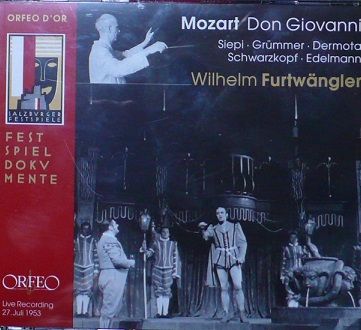 ORFEO D'OR
Mozart Don Giovanni
Siepi · Grümmer · Dermota
Schwarzkopf · Edelmann
Wilhelm Furtwängler
SALZBURGER
FESTSPIELE
FEST
SPIEL
DOKV
MENTE
ORFEO
Live Recording
27. Juli 1953